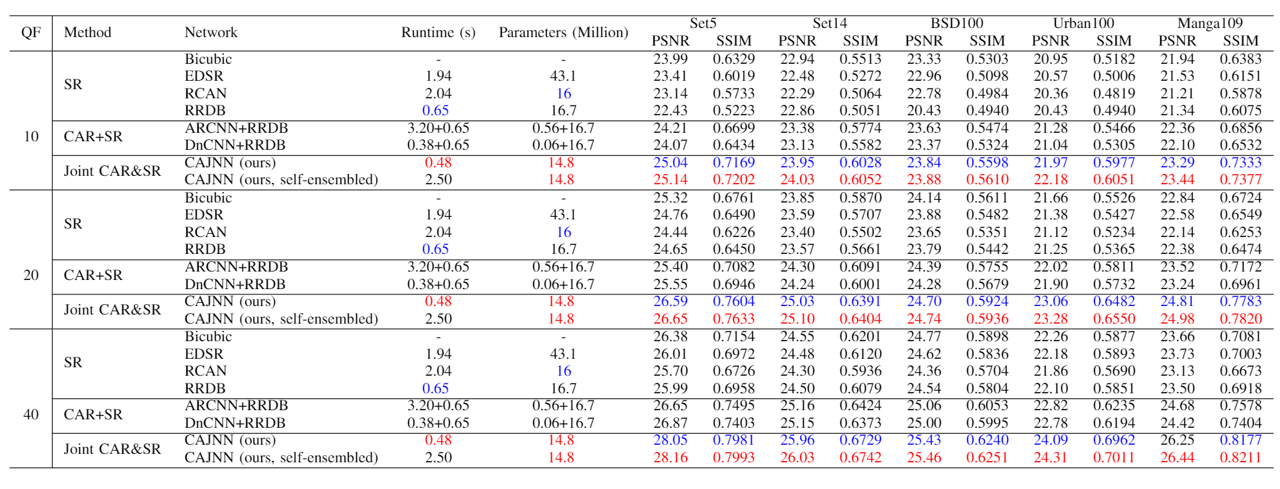 QF Method Network Runtime (s) Parameters (Million) Set5 Set14 BSD100 Urban100 Manga109
PSNR SSIM PSNR SSIM PSNR SSIM PSNR SSIM PSNR SSIM
10 SR Bicubic - - 23.99 0.6329 22.94 0.5513 23.33 0.5303 20.95 0.5182 21.94 0.6383
EDSR 1.94 43.1 23.41 0.6019 22.48 0.5272 22.96 0.5098 20.57 0.5006 21.53 0.6151
RCAN 2.04 16 23.14 0.5733 22.29 0.5064 22.78 0.4984 20.36 0.4819 21.21 0.5878
RRDB 0.65 16.7 22.43 0.5223 22.86 0.5051 20.43 0.4940 20.43 0.4940 21.34 0.6075
CAR+SR ARCNN+RRDB 3.20+0.65 0.56+16.7 24.21 0.6699 23.38 0.5774 23.63 0.5474 21.28 0.5466 22.36 0.6856
DnCNN+RRDB 0.38+0.65 0.06+16.7 24.07 0.6434 23.13 0.5582 23.37 0.5324 21.04 0.5305 22.10 0.6532
Joint CAR&SR CAJNN (ours) 0.48 14.8 25.04 0.7169 23.95 0.6028 23.84 0.5598 21.97 0.5977 23.29 0.7333
CAJNN (ours, self-ensembled) 2.50 14.8 25.14 0.7202 24.03 0.6052 23.88 0.5610 22.18 0.6051 23.44 0.7377
20 SR Bicubic - - 25.32 0.6761 23.85 0.5870 24.14 0.5611 21.66 0.5526 22.84 0.6724
EDSR 1.94 43.1 24.76 0.6490 23.59 0.5707 23.88 0.5482 21.38 0.5427 22.58 0.6549
RCAN 2.04 16 24.44 0.6226 23.40 0.5502 23.65 0.5351 21.12 0.5234 22.14 0.6253
RRDB 0.65 16.7 24.65 0.6450 23.57 0.5661 23.79 0.5442 21.25 0.5365 22.38 0.6474
CAR+SR ARCNN+RRDB 3.20+0.65 0.56+16.7 25.40 0.7082 24.30 0.6091 24.39 0.5755 22.02 0.5811 23.52 0.7172
DnCNN+RRDB 0.38+0.65 0.06+16.7 25.55 0.6946 24.24 0.6001 24.28 0.5679 21.90 0.5732 23.24 0.6961
Joint CAR&SR CAJNN (ours) 0.48 14.8 26.59 0.7604 25.03 0.6391 24.70 0.5924 23.06 0.6482 24.81 0.7783
CAJNN (ours, self-ensembled) 2.50 14.8 26.65 0.7633 25.10 0.6404 24.74 0.5936 23.28 0.6550 24.98 0.7820
40 SR Bicubic - - 26.38 0.7154 24.55 0.6201 24.77 0.5898 22.26 0.5877 23.66 0.7081
EDSR 1.94 43.1 26.01 0.6972 24.48 0.6120 24.62 0.5836 22.18 0.5893 23.73 0.7003
RCAN 2.04 16 25.70 0.6726 24.30 0.5936 24.36 0.5704 21.86 0.5690 23.13 0.6673
RRDB 0.65 16.7 25.99 0.6958 24.50 0.6079 24.54 0.5804 22.10 0.5851 23.50 0.6918
CAR+SR ARCNN+RRDB 3.20+0.65 0.56+16.7 26.65 0.7495 25.16 0.6424 25.06 0.6053 22.82 0.6235 24.68 0.7578
DnCNN+RRDB 0.38+0.65 0.06+16.7 26.87 0.7403 25.15 0.6373 25.00 0.5995 22.78 0.6194 24.42 0.7404
Joint CAR&SR CAJNN (ours) 0.48 14.8 28.05 0.7981 25.96 0.6729 25.43 0.6240 24.09 0.6962 26.25 0.8177
CAJNN (ours, self-ensembled) 2.50 14.8 28.16 0.7993 26.03 0.6742 25.46 0.6251 24.31 0.7011 26.44 0.8211